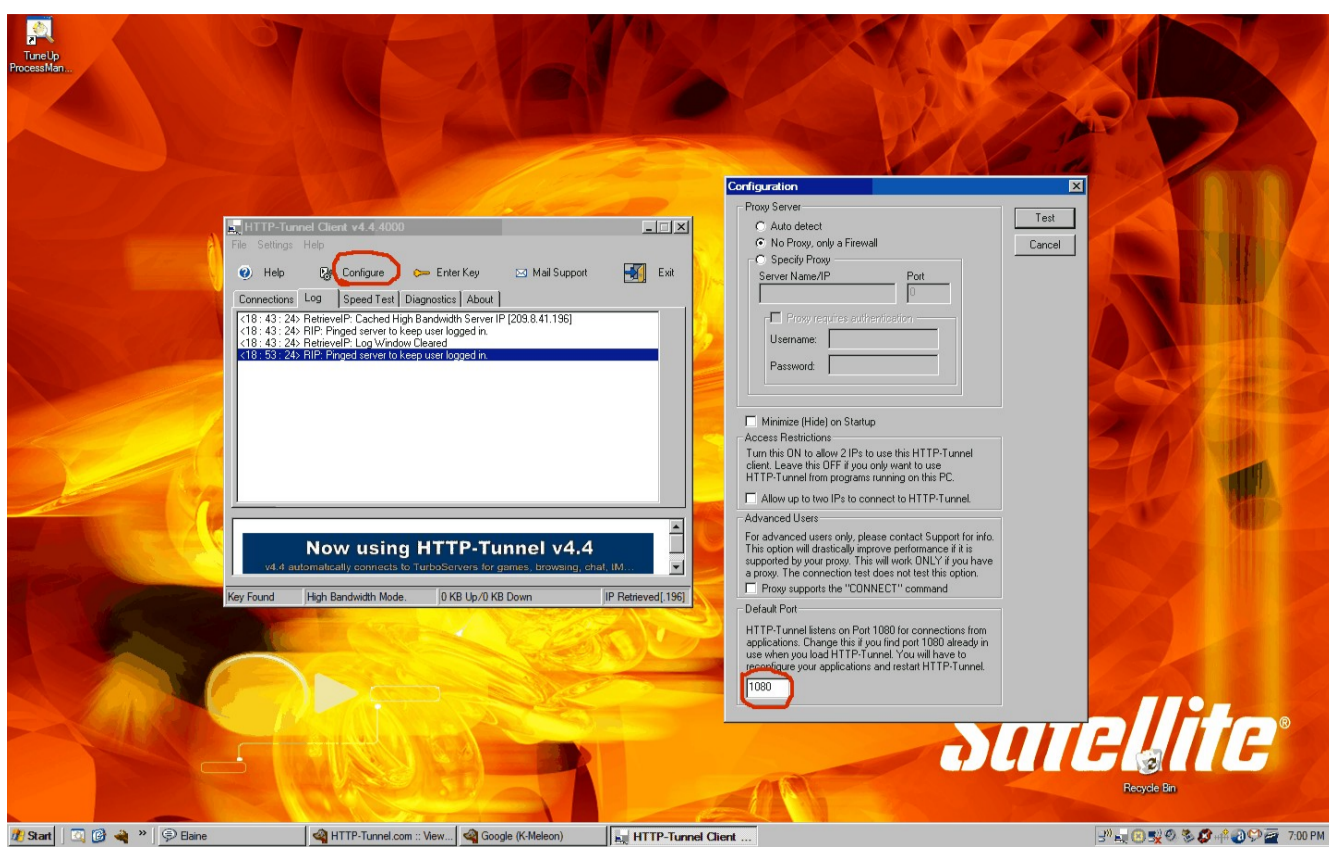 TuneUp
ProcessMan...
HTTP-Tunnel Client v4.4.4000
File Settings Help
Help Configure Enter Key Mail Support Exit
Connections Log Speed Test Diagnostics About
<18 : 43 : 24> RetrieveIP: Cached High Bandwidth Server IP [209.8.41.196]
<18 : 43 : 24> RIP: Pinged server to keep user logged in.
<18 : 43 : 24> RetrieveIP: Log Window Cleared
<18 : 53 : 24> RIP: Pinged server to keep user logged in.
Now using HTTP-Tunnel v4.4
v4.4 automatically connects to TurboServers for games, browsing, chat, IM...
Key Found High Bandwidth Mode. 0 KB Up/0 KB Down IP Retrieved[.196]
Configuration
Proxy Server
Test
Auto detect
No Proxy, only a Firewall
Cancel
Specify Proxy
Server Name/IP Port
0
Proxy requires authentication
Username:
Password:
Minimize (Hide) on Startup
Access Restrictions
Turn this ON to allow 2 IPs to use this HTTP-Tunnel
client. Leave this OFF if you only want to use
HTTP-Tunnel from programs running on this PC.
Allow up to two IPs to connect to HTTP-Tunnel.
Advanced Users
For advanced users only, please contact Support for info.
This option will drastically improve performance if it is
supported by your proxy. This will work ONLY if you have
a proxy. The connection test does not test this option.
Proxy supports the "CONNECT" command
Default Port
HTTP-Tunnel listens on Port 1080 for connections from
applications. Change this if you find port 1080 already in
use when you load HTTP-Tunnel. You will have to
reconfigure your applications and restart HTTP-Tunnel.
1080
Satellite®
Recycle Bin
Start » Elaine HTTP-Tunnel.com :: View... Google (K-Meleon) HTTP-Tunnel Client ... 7:00 PM